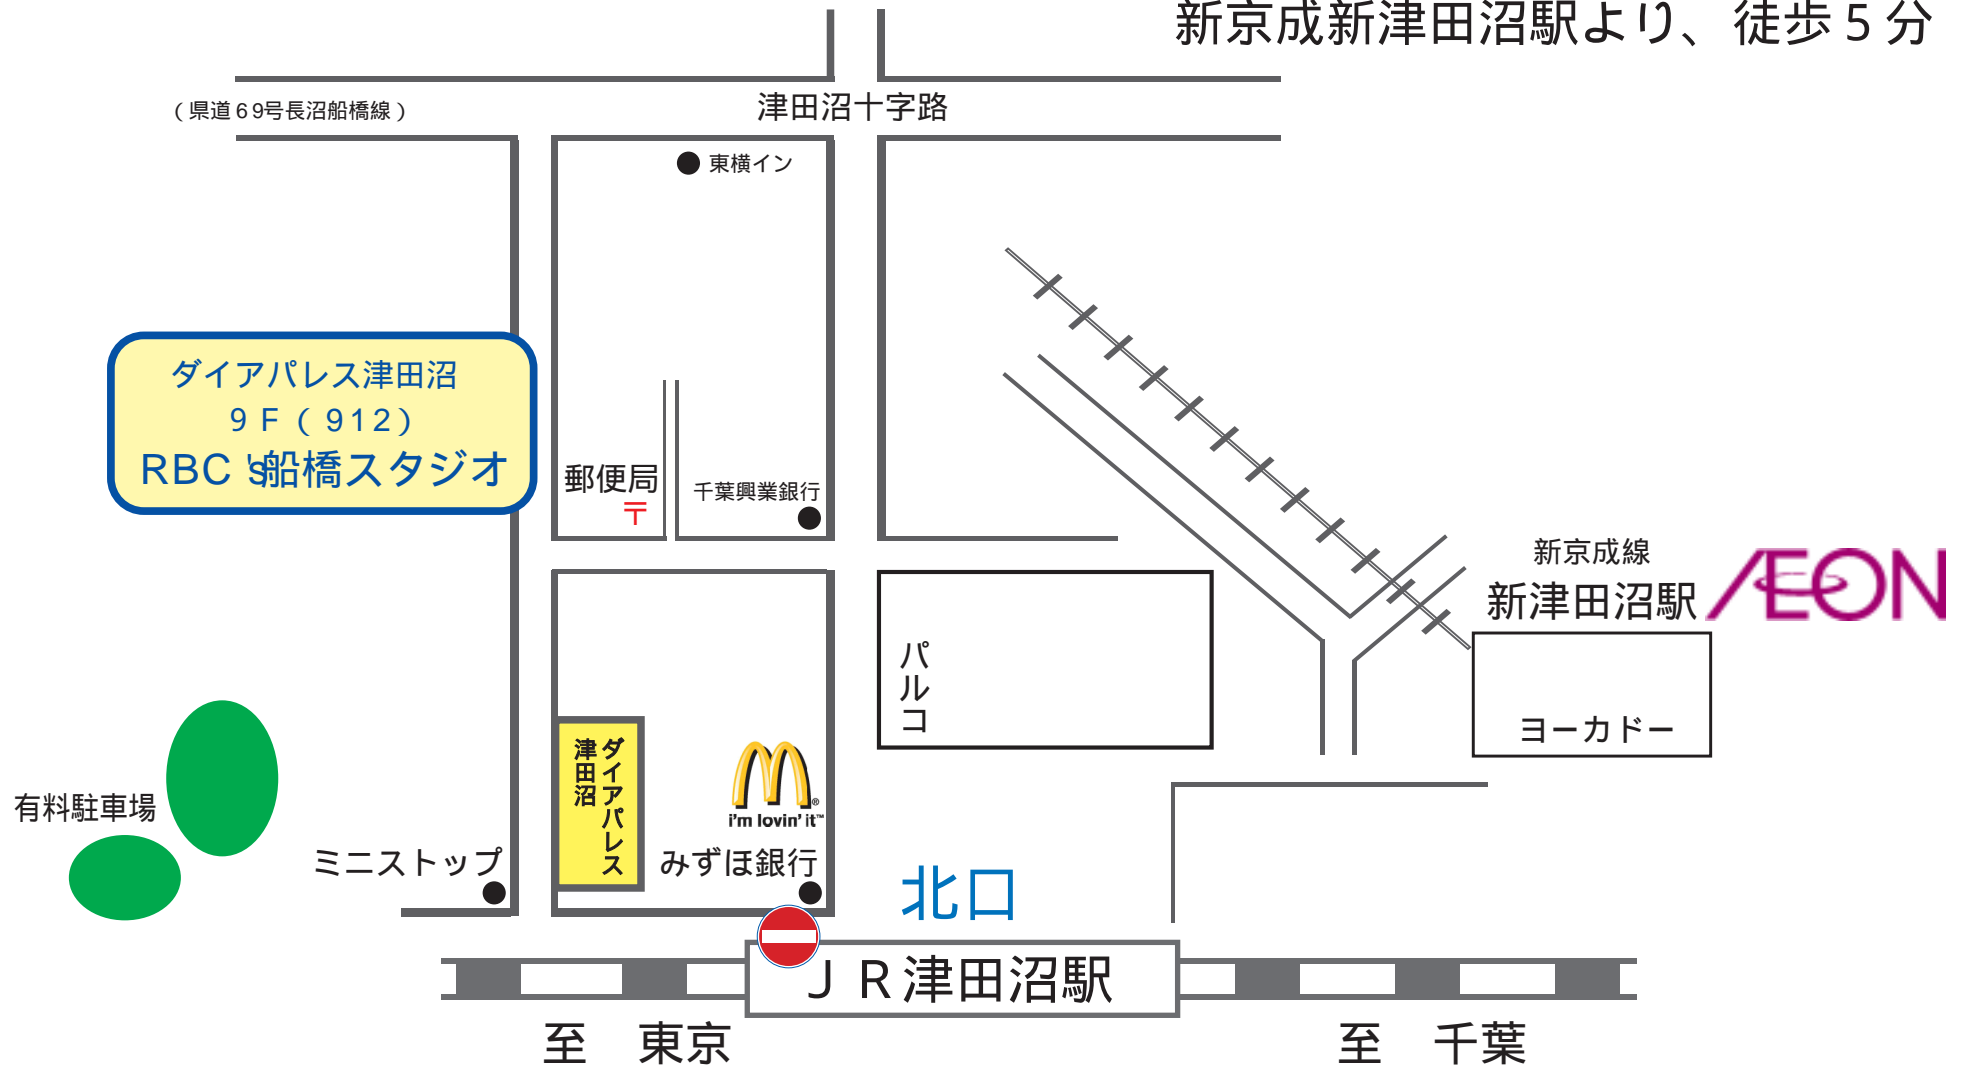 新京成新津田沼駅より、徒歩5分
(県道69号長沼船橋線)
津田沼十字路
東横イン
ダイアパレス津田沼
9F(912)
RBC's船橋スタジオ
郵便局
〒
千葉興業銀行
新京成線
新津田沼駅
ÆON
パルコ
ヨーカドー
ダイアパレス
津田沼
i'm lovin' it™
®
有料駐車場
ミニストップ
みずほ銀行
北口
JR津田沼駅
至 東京
至 千葉